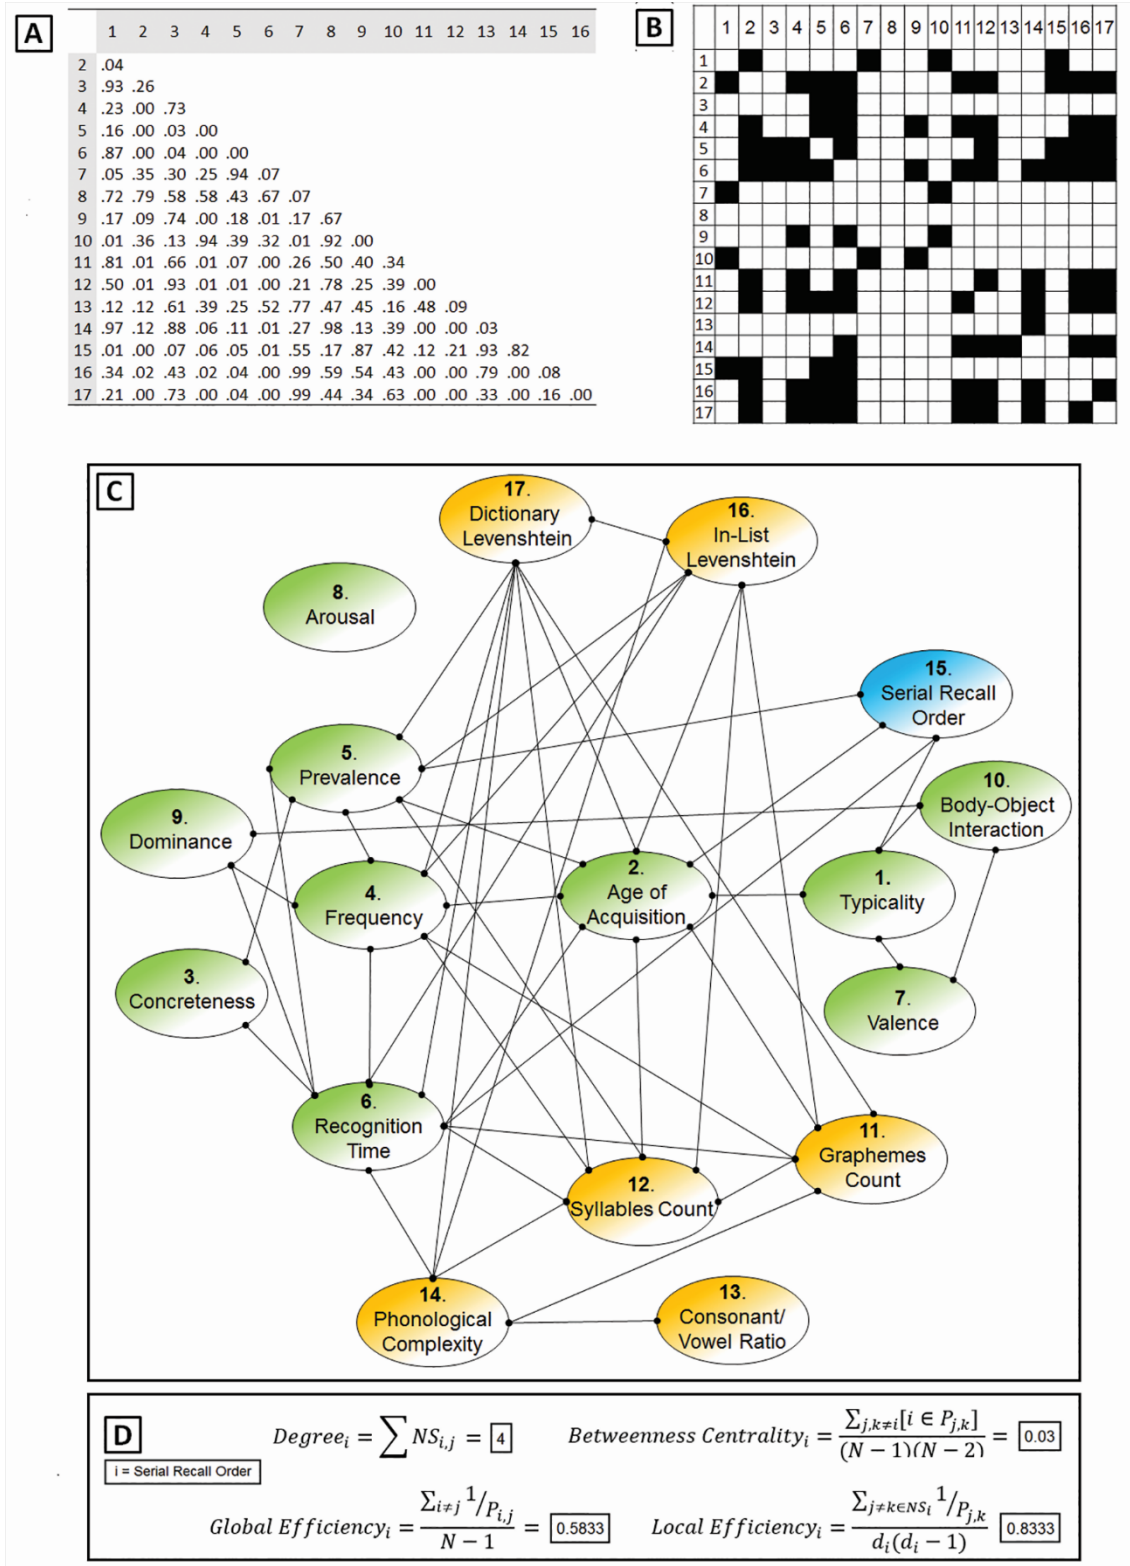 A
1 2 3 4 5 6 7 8 9 10 11 12 13 14 15 16
2 .04
3 .93 .26
4 .23 .00 .73
5 .16 .00 .03 .00
6 .87 .00 .04 .00 .00
7 .05 .35 .30 .25 .94 .07
8 .72 .79 .58 .58 .43 .67 .07
9 .17 .09 .74 .00 .18 .01 .17 .67
10 .01 .36 .13 .94 .39 .32 .01 .92 .00
11 .81 .01 .66 .01 .07 .00 .26 .50 .40 .34
12 .50 .01 .93 .01 .01 .00 .21 .78 .25 .39 .00
13 .12 .12 .61 .39 .25 .52 .77 .47 .45 .16 .48 .09
14 .97 .12 .88 .06 .11 .01 .27 .98 .13 .39 .00 .00 .03
15 .01 .00 .07 .06 .05 .01 .55 .17 .87 .42 .12 .21 .93 .82
16 .34 .02 .43 .02 .04 .00 .99 .59 .54 .43 .00 .00 .79 .00 .08
17 .21 .00 .73 .00 .04 .00 .99 .44 .34 .63 .00 .00 .33 .00 .16 .00
B
1 2 3 4 5 6 7 8 9 10 11 12 13 14 15 16 17
1
2
3
4
5
6
7
8
9
10
11
12
13
14
15
16
17
C
17.
Dictionary
Levenshtein
16.
In-List
Levenshtein
8.
Arousal
15.
Serial Recall
Order
5.
Prevalence
10.
Body-Object
Interaction
9.
Dominance
4.
Frequency
2.
Age of
Acquisition
1.
Typicality
3.
Concreteness
7.
Valence
6.
Recognition
Time
11.
Graphemes
Count
12.
Syllables Count
14.
Phonological
Complexity
13.
Consonant/
Vowel Ratio
D
i = Serial Recall Order
Degree_i = ∑ NS_{i,j} = 4
Betweenness Centrality_i = ∑_{j,k≠i}[i ∈ P_{j,k}] / (N − 1)(N − 2) = 0.03
Global Efficiency_i = ∑_{i≠j} 1/P_{i,j} / N − 1 = 0.5833
Local Efficiency_i = ∑_{j≠k∈NS_i} 1/P_{j,k} / d_i(d_i − 1) 0.8333